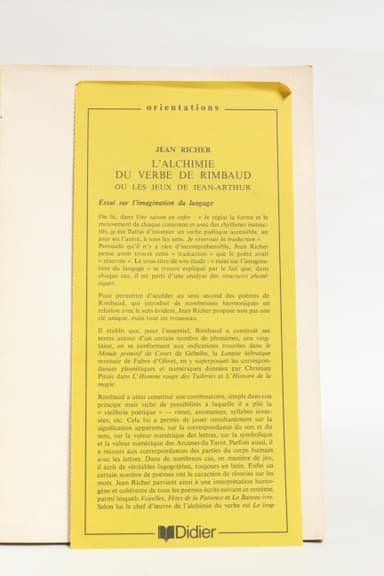 orientations
JEAN RICHER
L'ALCHIMIE
DU VERBE DE RIMBAUD
OU LES JEUX DE JEAN-ARTHUR
Essai sur l'imagination du langage
On lit, dans Une saison en enfer : « Je réglai la forme et le
mouvement de chaque consonne et avec des rhythmes instinc-
tifs, je me flattai d'inventer un verbe poétique accessible, un
jour ou l'autre, à tous les sens. Je réservais la traduction ».
Persuadé qu'il n'y a rien d'incompréhensible, Jean Richer
pense avoir trouvé cette « traduction » que le poète avait
« réservée ». Le sous-titre de son étude : « essai sur l'imagina-
tion du langage » se trouve expliqué par le fait que, dans
chaque cas, il est parti d'une analyse des structures phoné-
tiques.
Pour permettre d'accéder au sens second des poèmes de
Rimbaud, qui introduit de nombreuses harmoniques en
relation avec le sens évident, Jean Richer propose non pas une
clé unique, mais tout un trousseau.
Il établit que, pour l'essentiel, Rimbaud a construit ses
textes autour d'un certain nombre de phonèmes, une ving-
taine, en se conformant aux indications trouvées dans le
Monde primitif de Court de Gébelin, la Langue hébraïque
restituée de Fabre d'Olivet, en y superposant les correspon-
dances phonétiques et numériques données par Christian
Pitois dans L'Homme rouge des Tuileries et L'Histoire de la
magie.
Rimbaud a ainsi constitué une combinatoire, simple dans son
principe mais riche de possibilités à laquelle il a plié la
« vieillerie poétique » — rimes, assonances, syllabes inver-
sées, etc. Cela lui a permis de jouer simultanément sur la
signification apparente, sur la correspondance du son et du
sens, sur la valeur numérique des lettres, sur la symbolique
et la valeur numérique des Arcanes du Tarot. Parfois aussi, il
a recours aux correspondances des parties du corps humain
avec les lettres. Dans de nombreux cas, en manière de jeu,
il écrit de véritables logogriphes, toujours en latin. Enfin un
certain nombre de poèmes ont le caractère de rêveries sur les
mots. Jean Richer parvient ainsi à une interprétation homo-
gène et cohérente de tous les poèmes écrits suivant ce système,
parmi lesquels Voyelles, Fêtes de la Patience et Le Bateau ivre.
Selon lui le chef d'œuvre de l'alchimie du verbe est Le loup
Didier